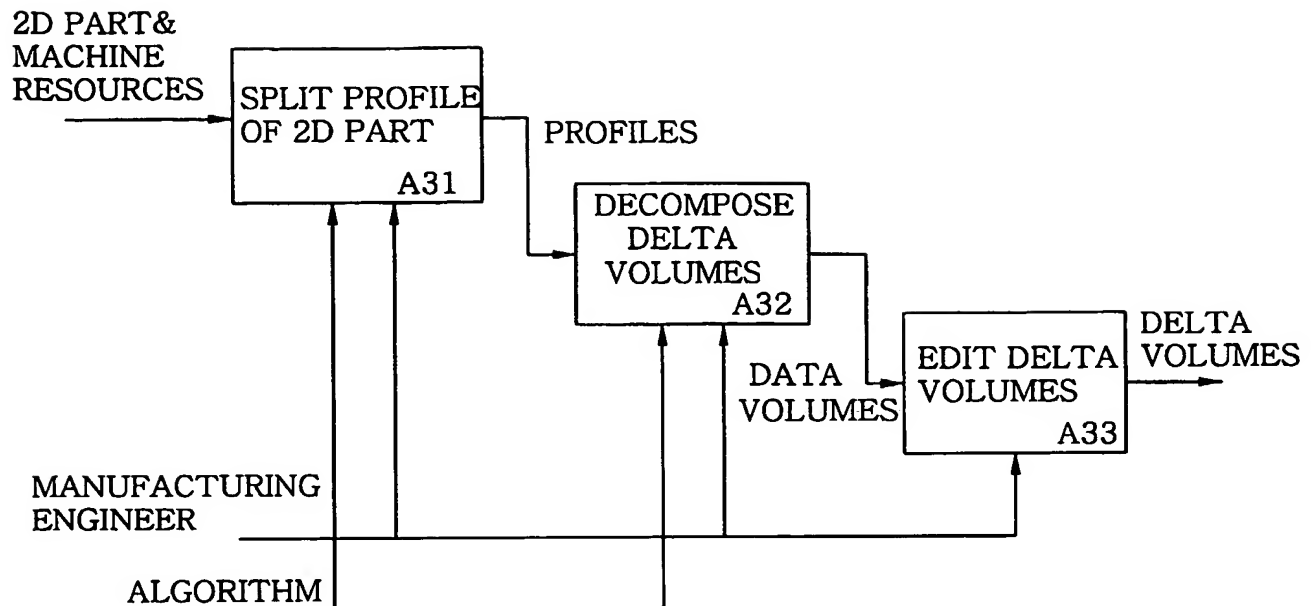 2D PART&
MACHINE
RESOURCES
SPLIT PROFILE
OF 2D PART
A31
PROFILES
DECOMPOSE
DELTA
VOLUMES
A32
DATA
VOLUMES
EDIT DELTA
VOLUMES
A33
DELTA
VOLUMES
MANUFACTURING
ENGINEER
ALGORITHM